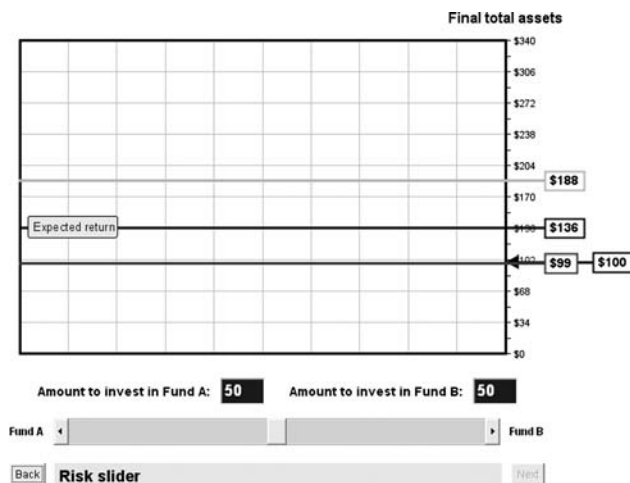 Final total assets
$340
$306
$272
$238
$204
$188
$170
Expected return
$136
$99
$100
$68
$34
$0
Amount to invest in Fund A: 50 Amount to invest in Fund B: 50
Fund A Fund B
Back Risk slider Next